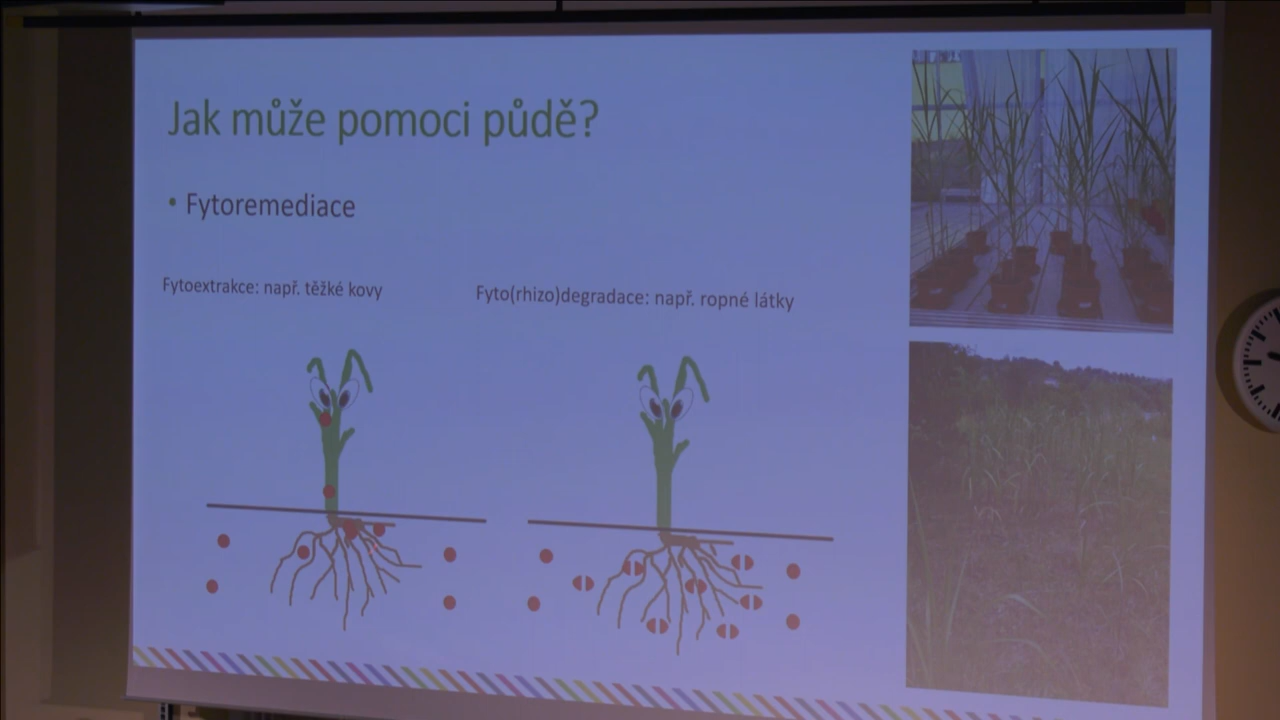 Jak může pomoci půdě?
• Fytoremediace
Fytoextrakce: např. těžké kovy
Fyto(rhizo)degradace: např. ropné látky